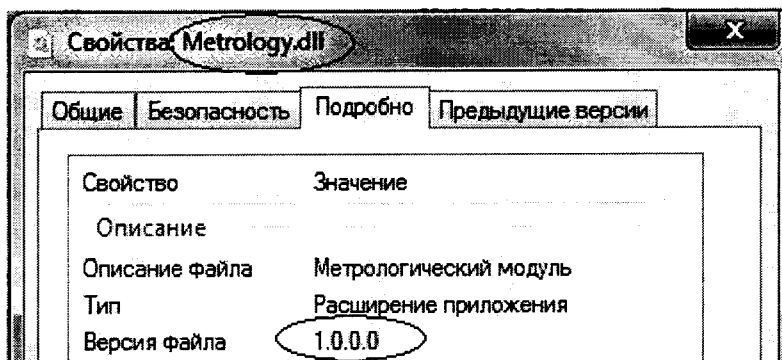 Свойства: Metrology.dll
Общие Безопасность Подробно Предыдущие версии
Свойство Значение
Описание
Описание файла Метрологический модуль
Тип Расширение приложения
Версия файла 1.0.0.0